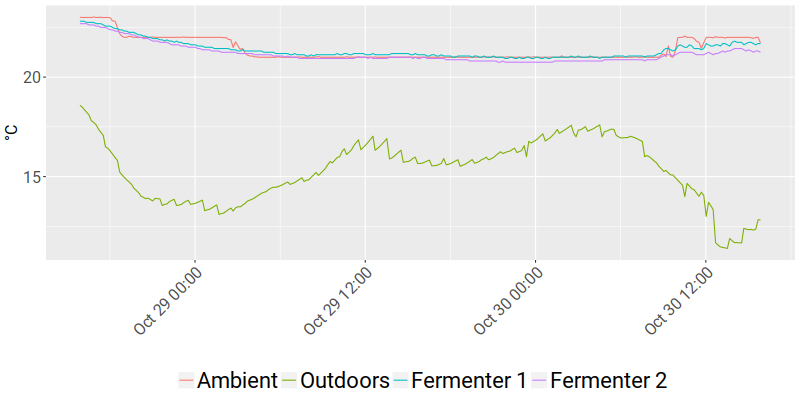 20
15
°C
Oct 29 00:00
Oct 29 12:00
Oct 30 00:00
Oct 30 12:00
Ambient Outdoors Fermenter 1 Fermenter 2